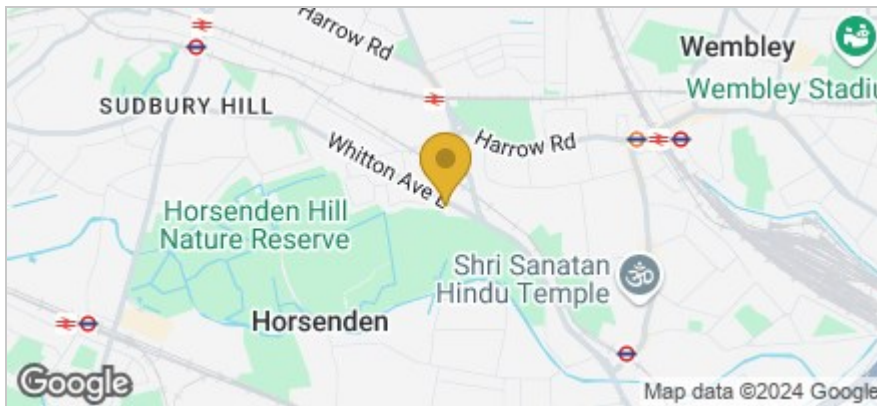 Harrow Rd
Wembley
Wembley Stadiu
SUDBURY HILL
Harrow Rd
Whitton Ave E
Horsenden Hill
Nature Reserve
Shri Sanatan
Hindu Temple
ॐ
Horsenden
Google
Map data ©2024 Google